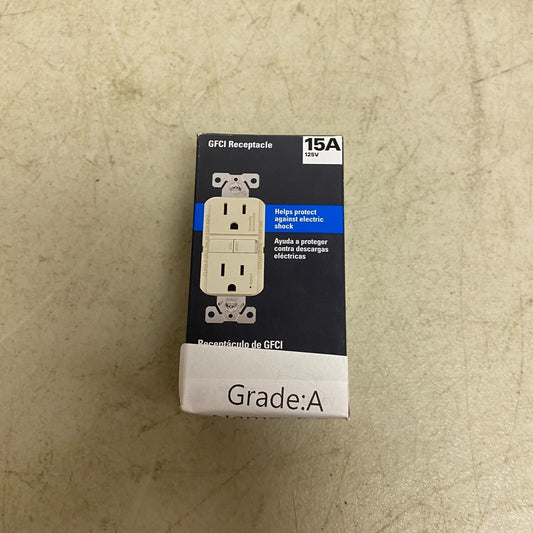 GFCI Receptacle
15A
125V
Helps protect
against electric
shock
Ayuda a proteger
contra descargas
eléctricas
Receptáculo de GFCI
Grade:A